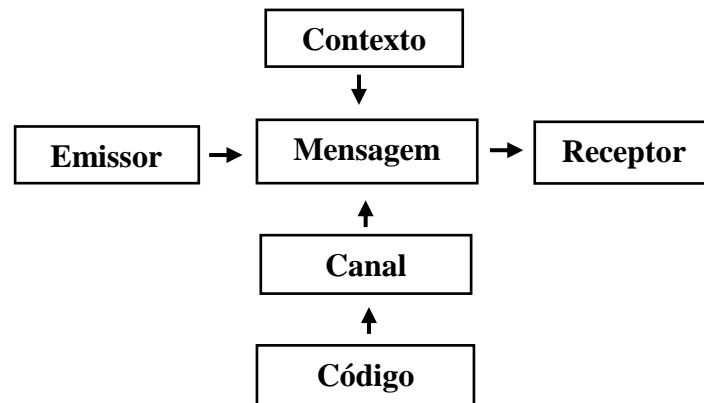 Contexto
Emissor
Mensagem
Receptor
Canal
Código